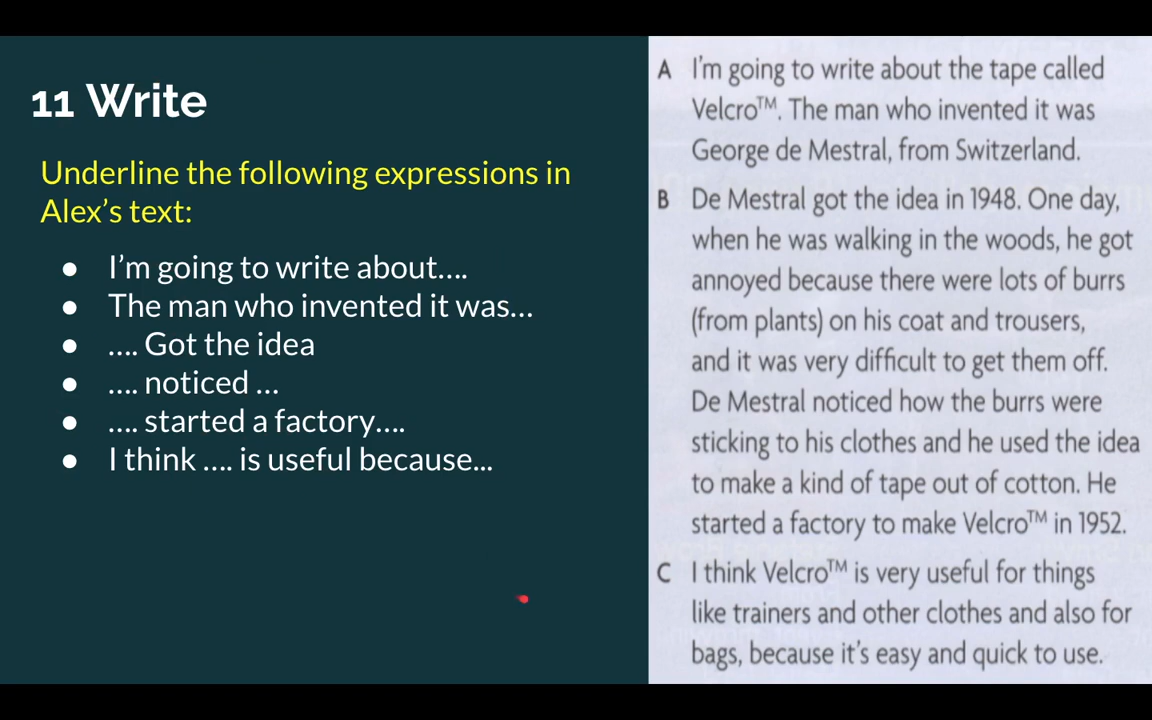 11 Write
Underline the following expressions in
Alex’s text:
● I’m going to write about….
● The man who invented it was…
● …. Got the idea
● …. noticed …
● …. started a factory….
● I think …. is useful because...
A I’m going to write about the tape called
Velcro™. The man who invented it was
George de Mestral, from Switzerland.
B De Mestral got the idea in 1948. One day,
when he was walking in the woods, he got
annoyed because there were lots of burrs
(from plants) on his coat and trousers,
and it was very difficult to get them off.
De Mestral noticed how the burrs were
sticking to his clothes and he used the idea
to make a kind of tape out of cotton. He
started a factory to make Velcro™ in 1952.
C I think Velcro™ is very useful for things
like trainers and other clothes and also for
bags, because it’s easy and quick to use.